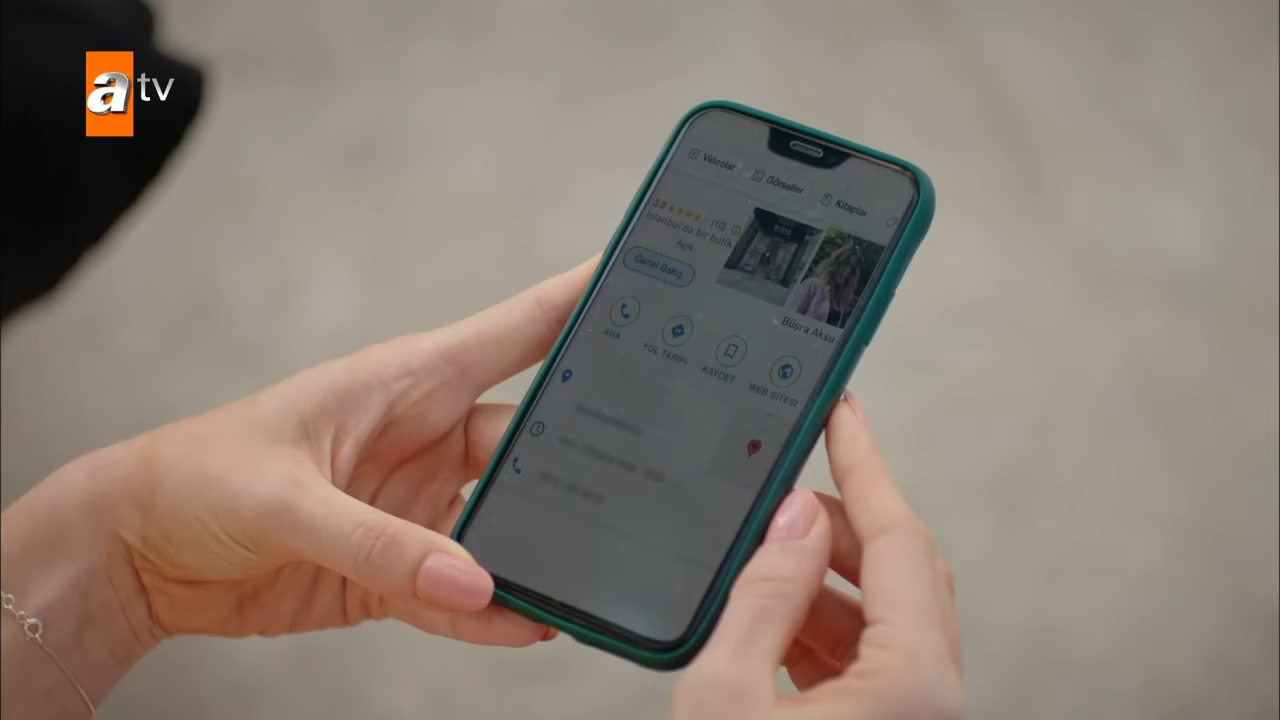 atv
Videolar
Görseller
Kitaplar
3,8 (10)
İstanbul'da bir butik
Açık
Genel Bakış
Büşra Aksu
ARA
YOL TARİFİ
KAYDET
WEB SİTESİ